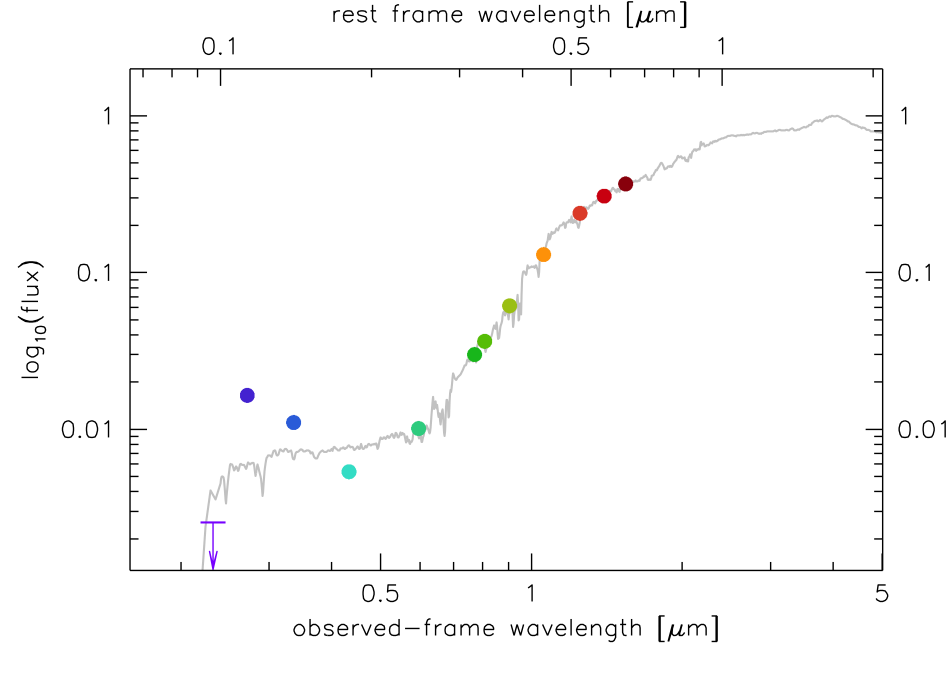 rest frame wavelength [μm]
0.1 0.5 1
1 1
0.1 0.1
0.01 0.01
log10(flux)
0.5 1 5
observed-frame wavelength [μm]